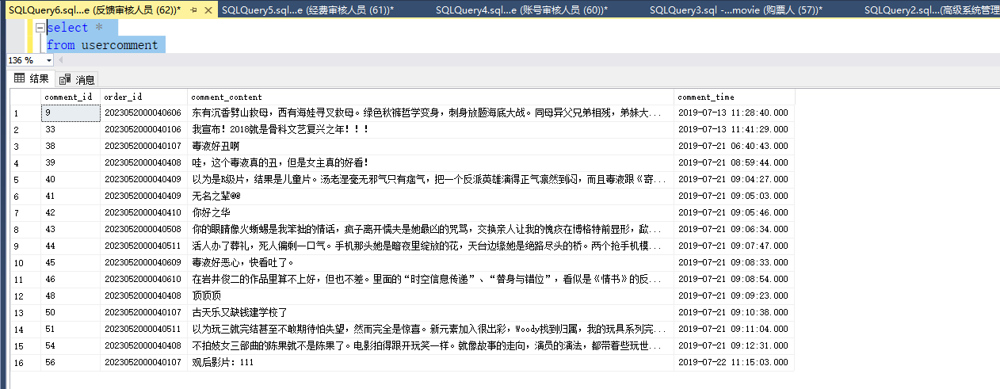 SQLQuery6.sql...e (反馈审核人员 (62))* SQLQuery5.sql...e (经费审核人员 (61))* SQLQuery4.sql...e (账号审核人员 (60))* SQLQuery3.sql -...movie (购票人 (57))* SQLQuery2.sql...(高级系统管理
select *
from usercomment
136 %
结果 消息
comment_id order_id comment_content comment_time
1 9 2023052000040606 东有沉香劈山救母，西有海娃寻叉救母。绿色秋裤哲学变身，刺身放题海底大战。同母异父兄弟相残，弟妹大... 2019-07-13 11:28:40.000
2 33 2023052000040106 我宣布！2018就是骨科文艺复兴之年！！！ 2019-07-13 11:41:29.000
3 38 2023052000040107 毒液好丑啊 2019-07-21 06:40:43.000
4 39 2023052000040408 哇，这个毒液真的丑，但是女主真的好看！ 2019-07-21 08:59:44.000
5 40 2023052000040409 以为是R级片，结果是儿童片。汤老湿毫无邪气只有痞气，把一个反派英雄演得正气凛然到闷，而且毒液跟《寄... 2019-07-21 09:04:27.000
6 41 2023052000040409 无名之辈@@ 2019-07-21 09:05:03.000
7 42 2023052000040410 你好之华 2019-07-21 09:05:46.000
8 43 2023052000040508 你的眼睛像火蜥蜴是我笨拙的情话，疯子离开懦夫是她最凶的咒骂，交换亲人让我的愧疚在博格特前显形，歃... 2019-07-21 09:06:34.000
9 44 2023052000040511 活人办了葬礼，死人偏剩一口气。手机那头她是暗夜里绽放的花，天台边缘她是绝路尽头的桥。两个抢手机模... 2019-07-21 09:07:47.000
10 45 2023052000040609 毒液好恶心，快看吐了。 2019-07-21 09:08:33.000
11 46 2023052000040610 在岩井俊二的作品里算不上好，但也不差。里面的“时空信息传递”、“替身与错位”，看似是《情书》的反... 2019-07-21 09:08:54.000
12 48 2023052000040408 顶顶顶 2019-07-21 09:09:23.000
13 50 2023052000040107 古天乐又缺钱建学校了 2019-07-21 09:10:38.000
14 51 2023052000040511 以为玩三就完结甚至不敢期待怕失望，然而完全是惊喜。新元素加入很出彩，Woody找到归属，我的玩具系列完... 2019-07-21 09:11:04.000
15 54 2023052000040408 不拍妓女三部曲的陈果就不是陈果了。电影拍得跟开玩笑一样。就像故事的走向，演员的演法，都带着些玩世... 2019-07-21 09:12:31.000
16 56 2023052000040107 观后影片：111 2019-07-22 11:15:03.000